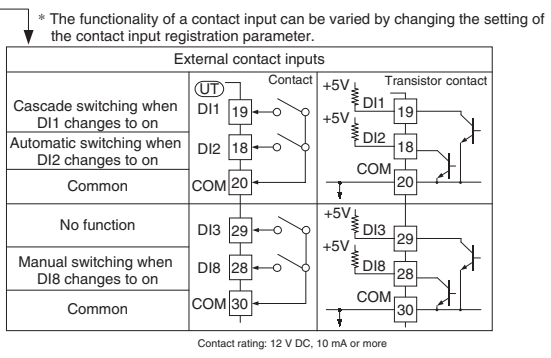 * The functionality of a contact input can be varied by changing the setting of
the contact input registration parameter.
External contact inputs
UT
Contact
Transistor contact
Cascade switching when
DI1 changes to on
DI1 19
+5V
DI1
19
Automatic switching when
DI2 changes to on
DI2 18
+5V
DI2
18
Common
COM 20
COM
20
No function
DI3 29
+5V
DI3
29
Manual switching when
DI8 changes to on
DI8 28
+5V
DI8
28
Common
COM 30
COM
30
Contact rating: 12 V DC, 10 mA or more